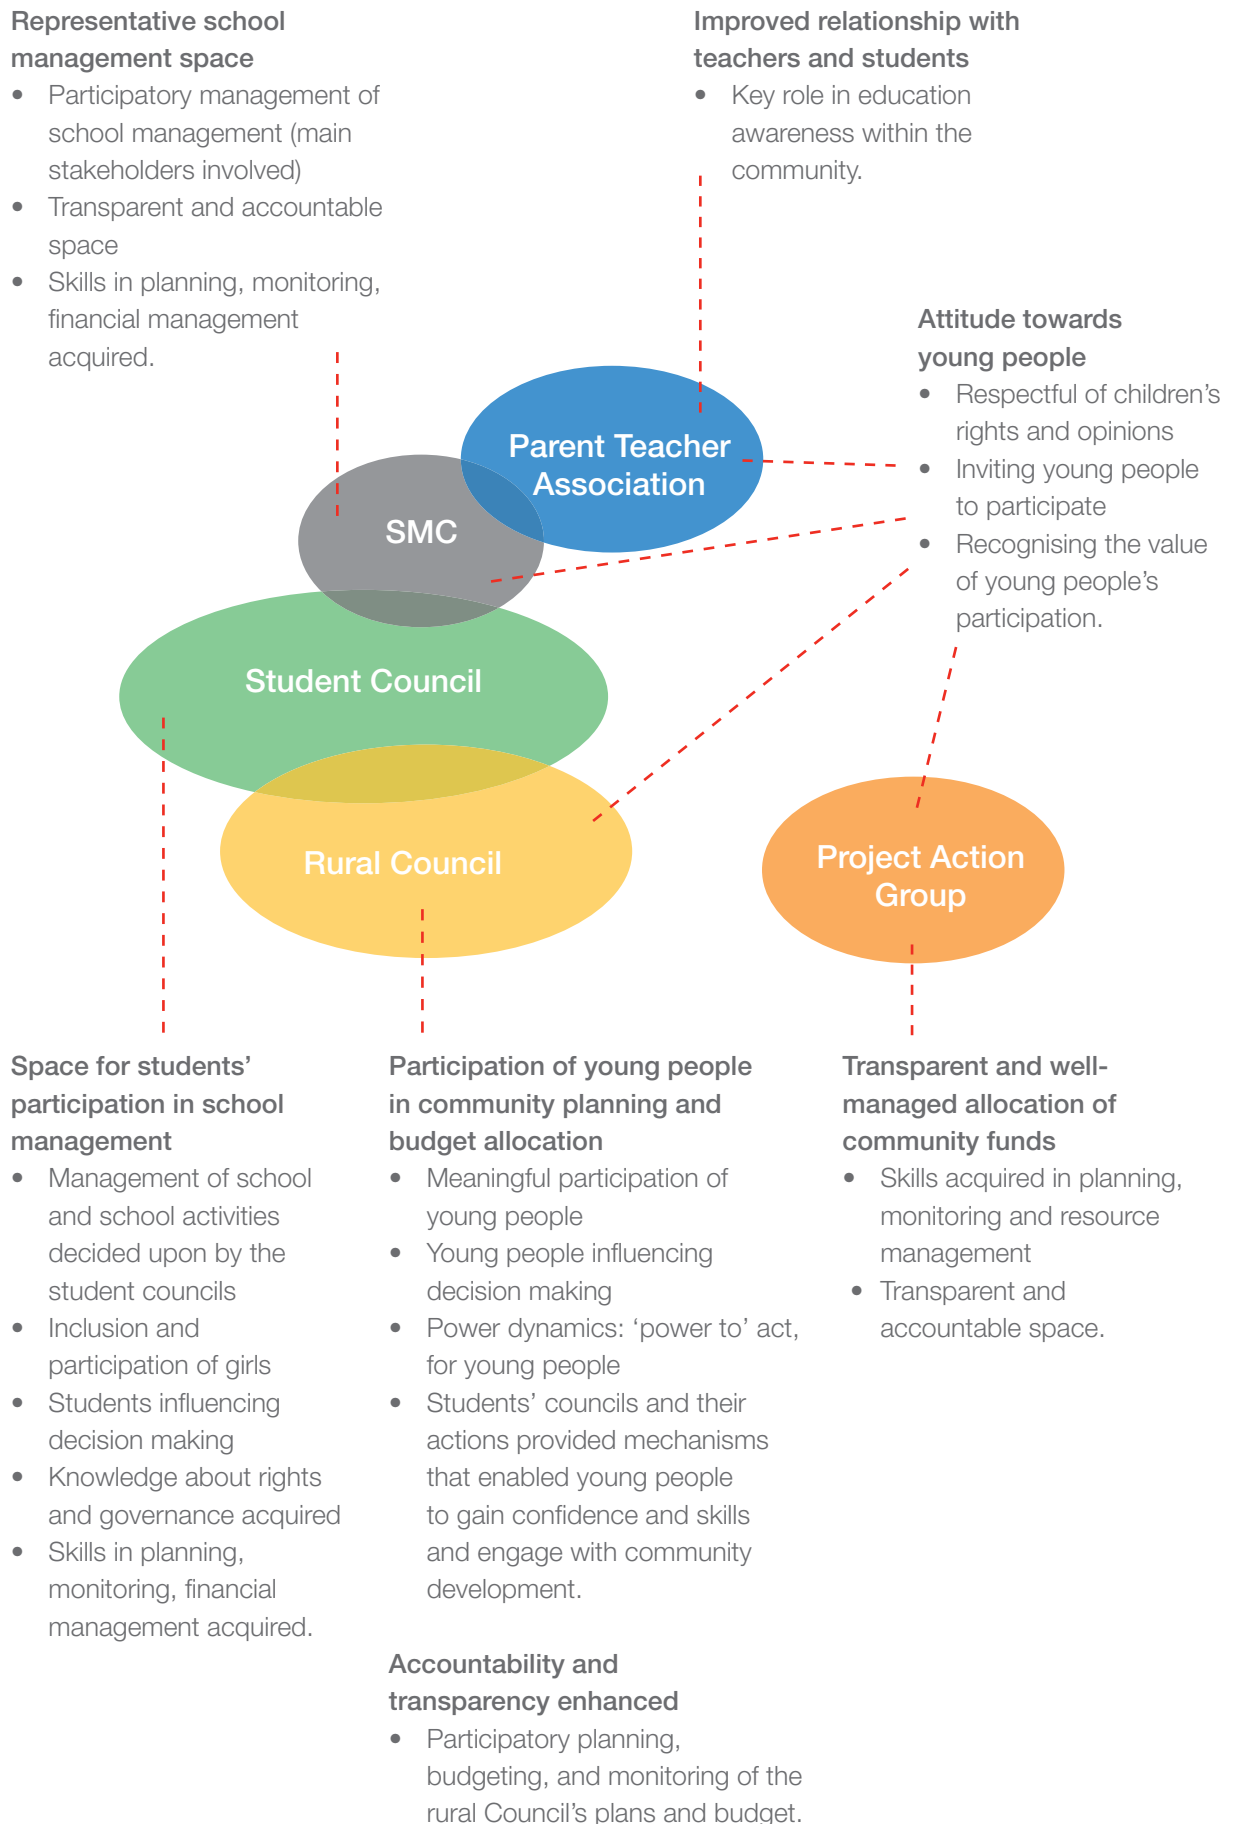 Representative school
management space
• Participatory management of
school management (main
stakeholders involved)
• Transparent and accountable
space
• Skills in planning, monitoring,
financial management
acquired.
Improved relationship with
teachers and students
• Key role in education
awareness within the
community.
Attitude towards
young people
• Respectful of children’s
rights and opinions
• Inviting young people
to participate
• Recognising the value
of young people’s
participation.
Parent Teacher
Association
SMC
Student Council
Rural Council
Project Action
Group
Space for students’
participation in school
management
• Management of school
and school activities
decided upon by the
student councils
• Inclusion and
participation of girls
• Students influencing
decision making
• Knowledge about rights
and governance acquired
• Skills in planning,
monitoring, financial
management acquired.
Participation of young people
in community planning and
budget allocation
• Meaningful participation of
young people
• Young people influencing
decision making
• Power dynamics: ‘power to’ act,
for young people
• Students’ councils and their
actions provided mechanisms
that enabled young people
to gain confidence and skills
and engage with community
development.
Accountability and
transparency enhanced
• Participatory planning,
budgeting, and monitoring of the
rural Council’s plans and budget.
Transparent and well-
managed allocation of
community funds
• Skills acquired in planning,
monitoring and resource
management
• Transparent and
accountable space.